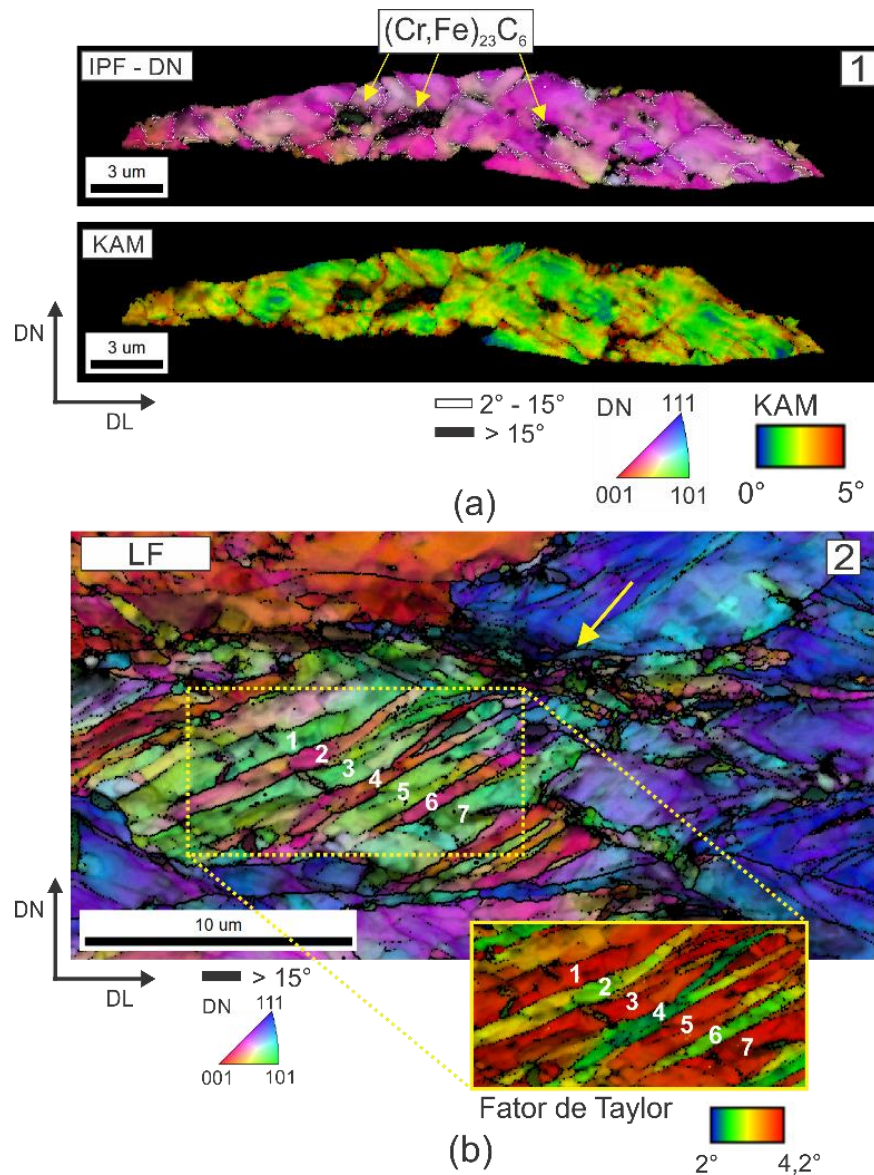 (Cr,Fe)₂₃C₆
IPF - DN
1
3 um
KAM
3 um
DN
DL
2° - 15°
> 15°
DN
111
001
101
KAM
0°
5°
(a)
LF
2
1
2
3
4
5
6
7
10 um
DN
DL
> 15°
DN
111
001
101
1
2
3
4
5
6
7
Fator de Taylor
2°
4,2°
(b)